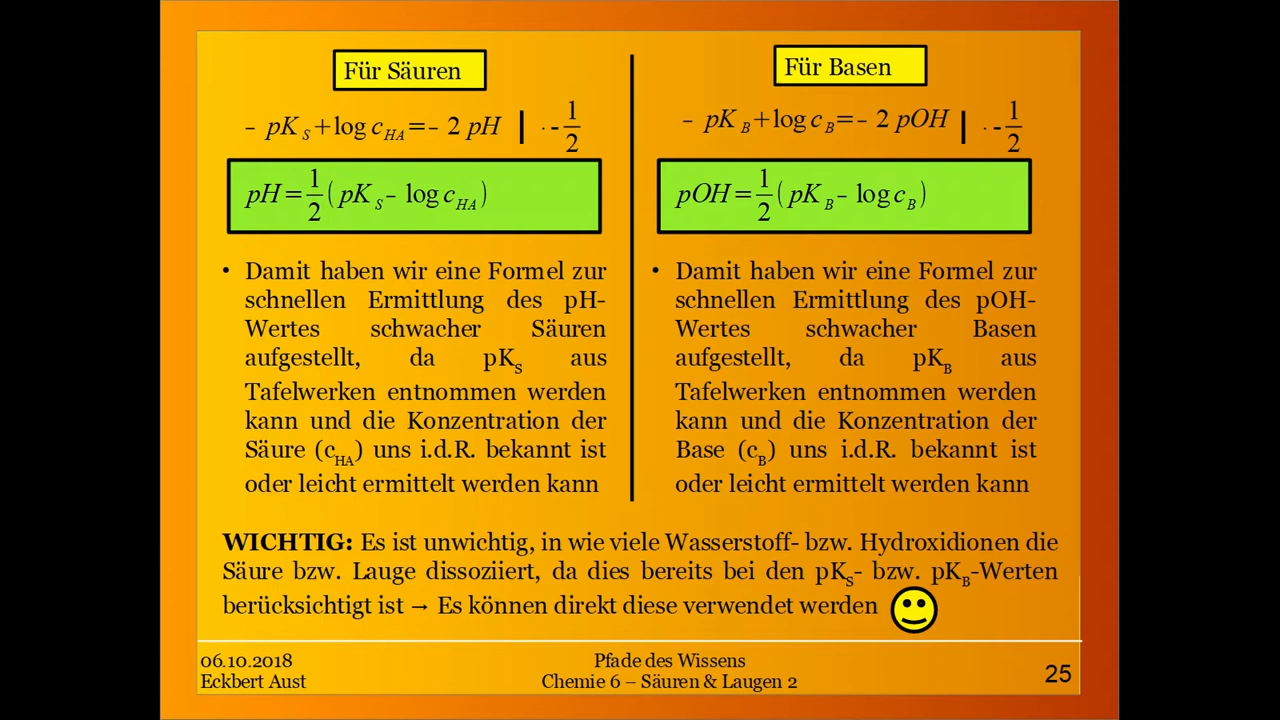 Für Säuren
– pK_S+log c_HA=– 2 pH | ·-1/2
pH=1/2(pK_S– log c_HA)
• Damit haben wir eine Formel zur
schnellen Ermittlung des pH-
Wertes schwacher Säuren
aufgestellt, da pK_S aus
Tafelwerken entnommen werden
kann und die Konzentration der
Säure (c_HA) uns i.d.R. bekannt ist
oder leicht ermittelt werden kann
Für Basen
– pK_B+log c_B=– 2 pOH | ·-1/2
pOH=1/2(pK_B– log c_B)
• Damit haben wir eine Formel zur
schnellen Ermittlung des pOH-
Wertes schwacher Basen
aufgestellt, da pK_B aus
Tafelwerken entnommen werden
kann und die Konzentration der
Base (c_B) uns i.d.R. bekannt ist
oder leicht ermittelt werden kann
WICHTIG: Es ist unwichtig, in wie viele Wasserstoff- bzw. Hydroxidionen die
Säure bzw. Lauge dissoziiert, da dies bereits bei den pK_S- bzw. pK_B-Werten
berücksichtigt ist → Es können direkt diese verwendet werden
06.10.2018
Eckbert Aust
Pfade des Wissens
Chemie 6 – Säuren & Laugen 2
25